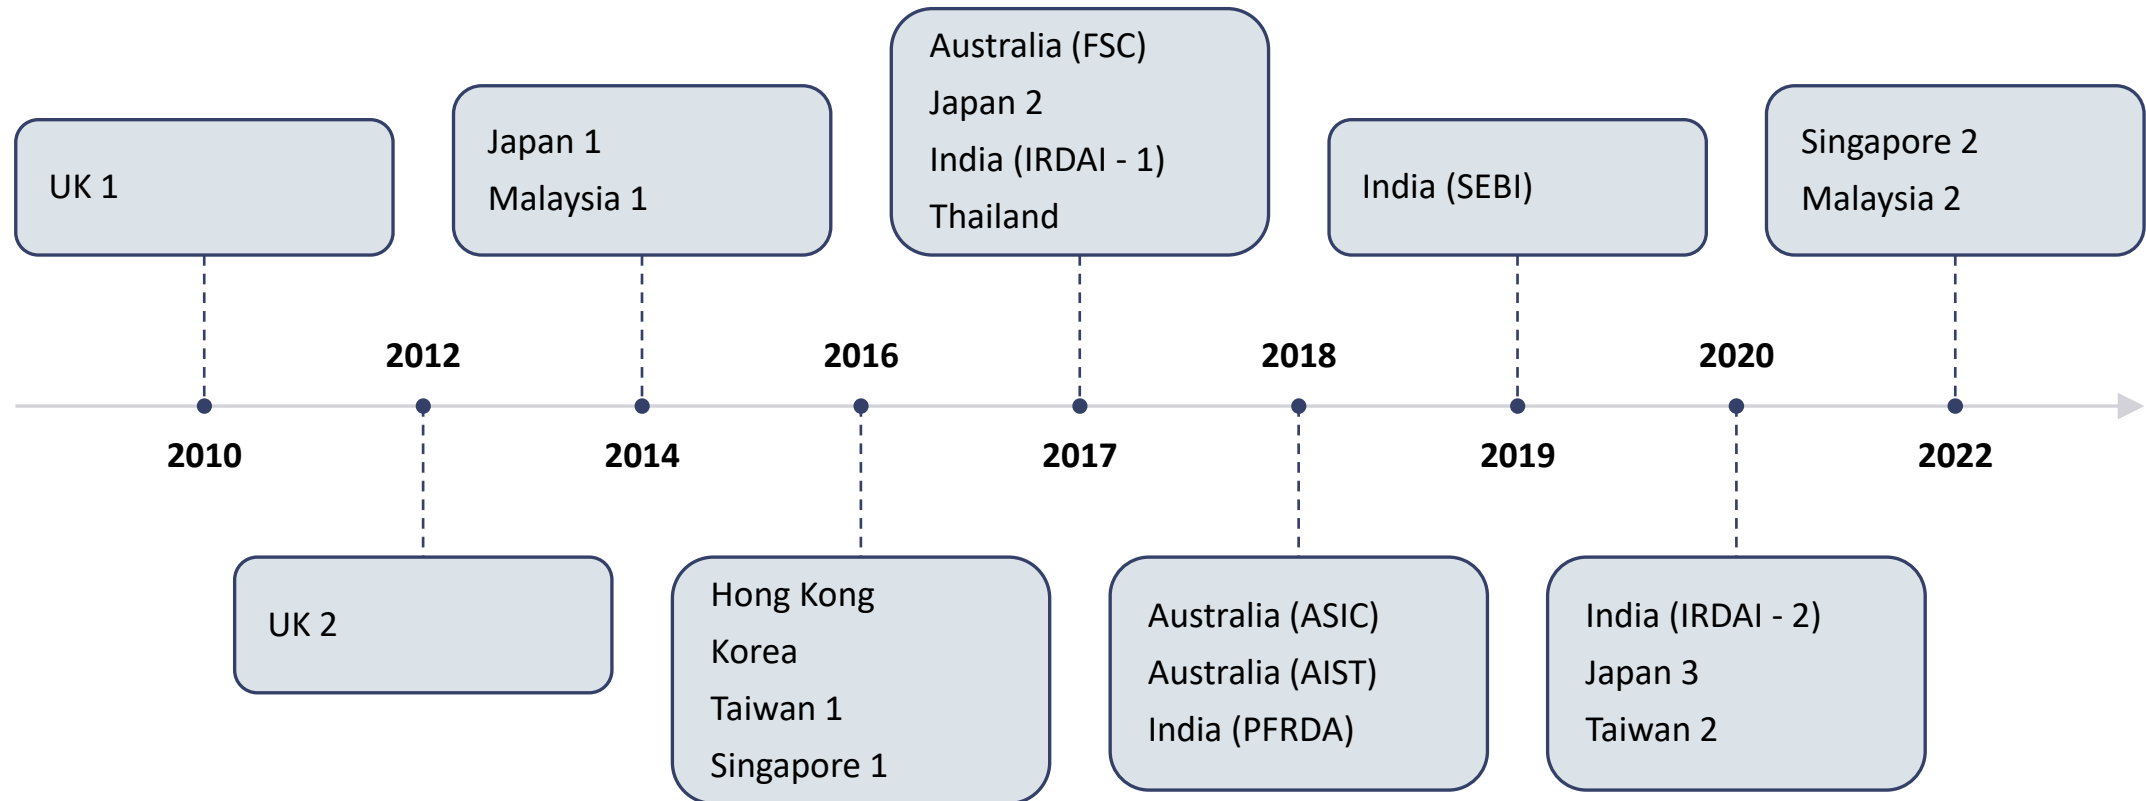 Australia (FSC)
Japan 2
India (IRDAI - 1)
Thailand
Japan 1
Malaysia 1
Singapore 2
Malaysia 2
UK 1
India (SEBI)
2012
2016
2018
2020
2010
2014
2017
2019
2022
UK 2
Hong Kong
Korea
Taiwan 1
Singapore 1
Australia (ASIC)
Australia (AIST)
India (PFRDA)
India (IRDAI - 2)
Japan 3
Taiwan 2